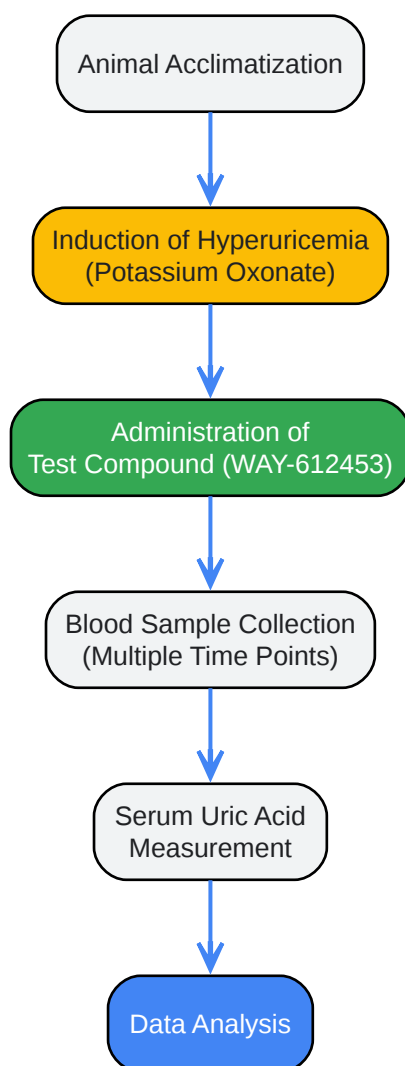 Animal Acclimatization
Induction of Hyperuricemia
(Potassium Oxonate)
Administration of
Test Compound (WAY-612453)
Blood Sample Collection
(Multiple Time Points)
Serum Uric Acid
Measurement
Data Analysis